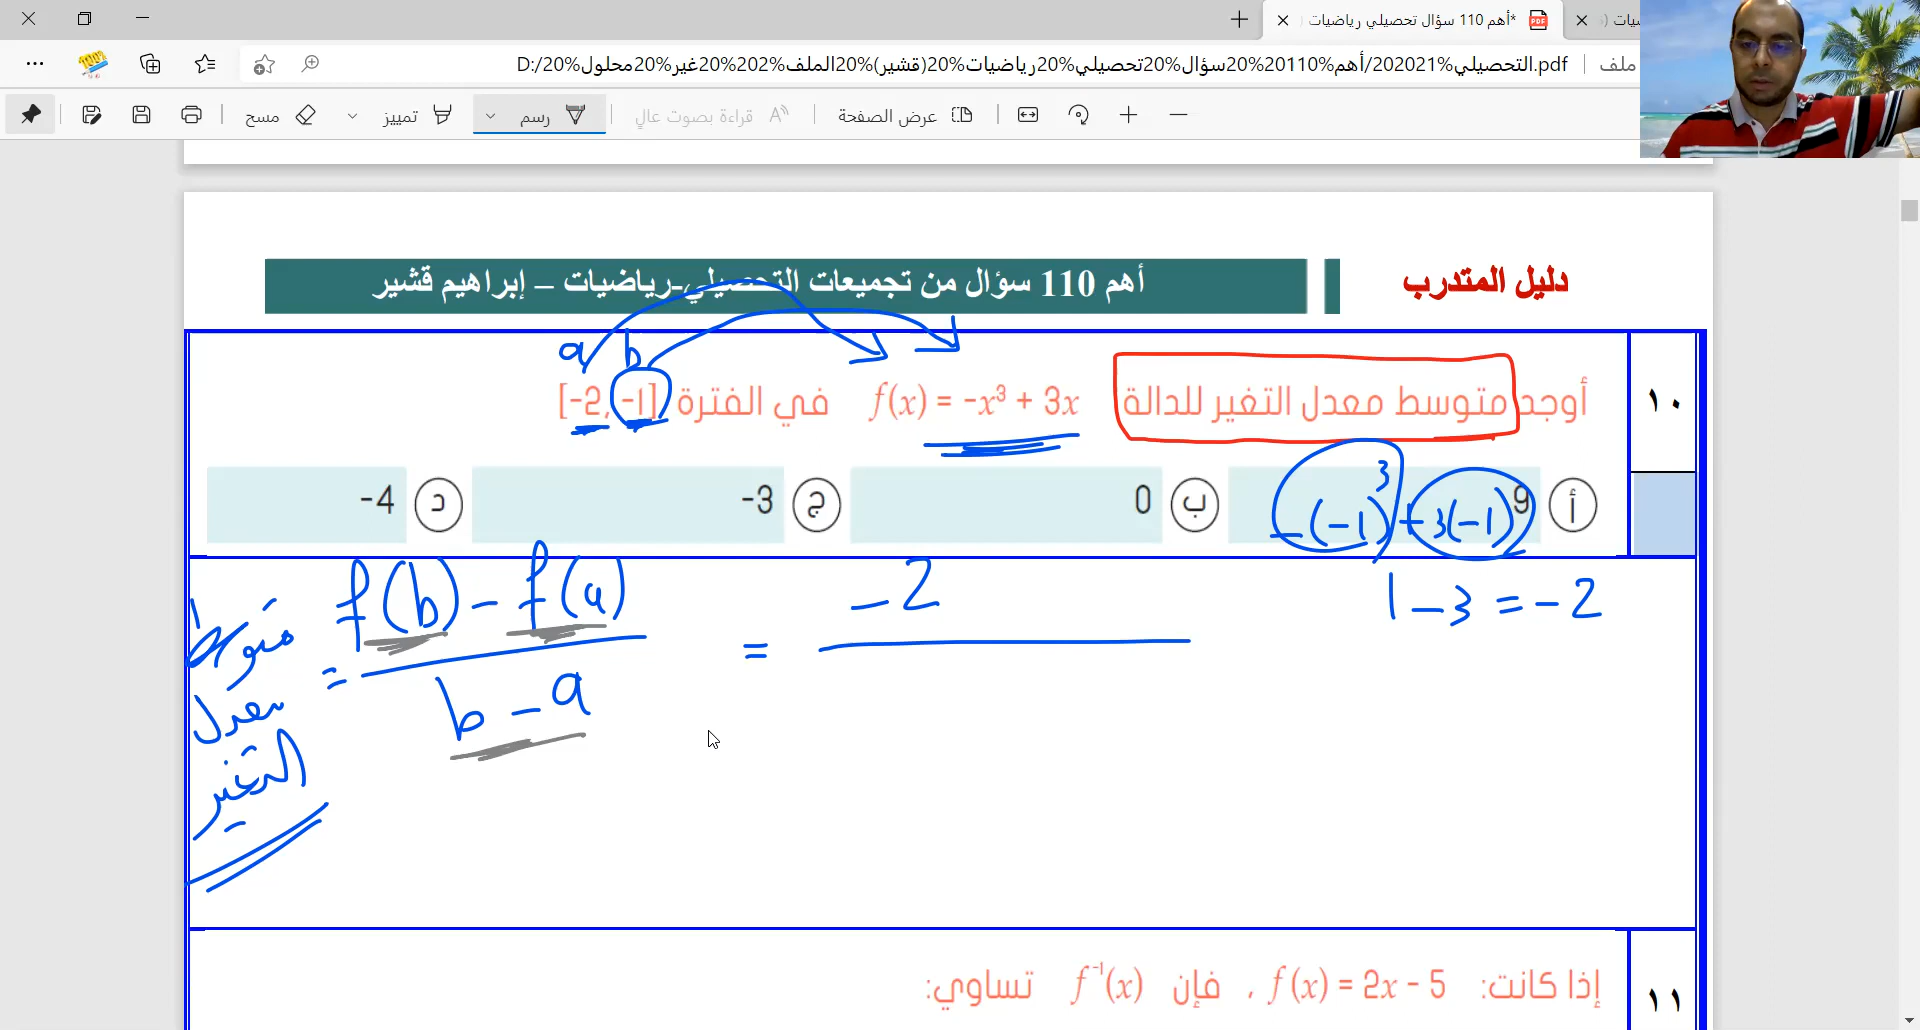 *أهم 110 سؤال تحصيلي رياضيات
D:/التحصيلي%202021/أهم%20110%20سؤال%20تحصيلي%20رياضيات%20(قشير)%20الملف%202%20غير%20محلول%20.pdf
ملف
مسح
تمييز
رسم
قراءة بصوت عالٍ
عرض الصفحة
دليل المتدرب
أهم 110 سؤال من تجميعات التحصيلي-رياضيات – إبراهيم قشير
a b
١٠
أوجد متوسط معدل التغير للدالة f(x) = -x³ + 3x في الفترة [-2, -1]
أ 9
ب 0
ج -3
د -4
-(-1)³ + 3(-1)
1 - 3 = -2
متوسط معدل التغير = f(b) - f(a) / b - a = -2
١١
إذا كانت: f(x) = 2x - 5 ، فإن f⁻¹(x) تساوي: